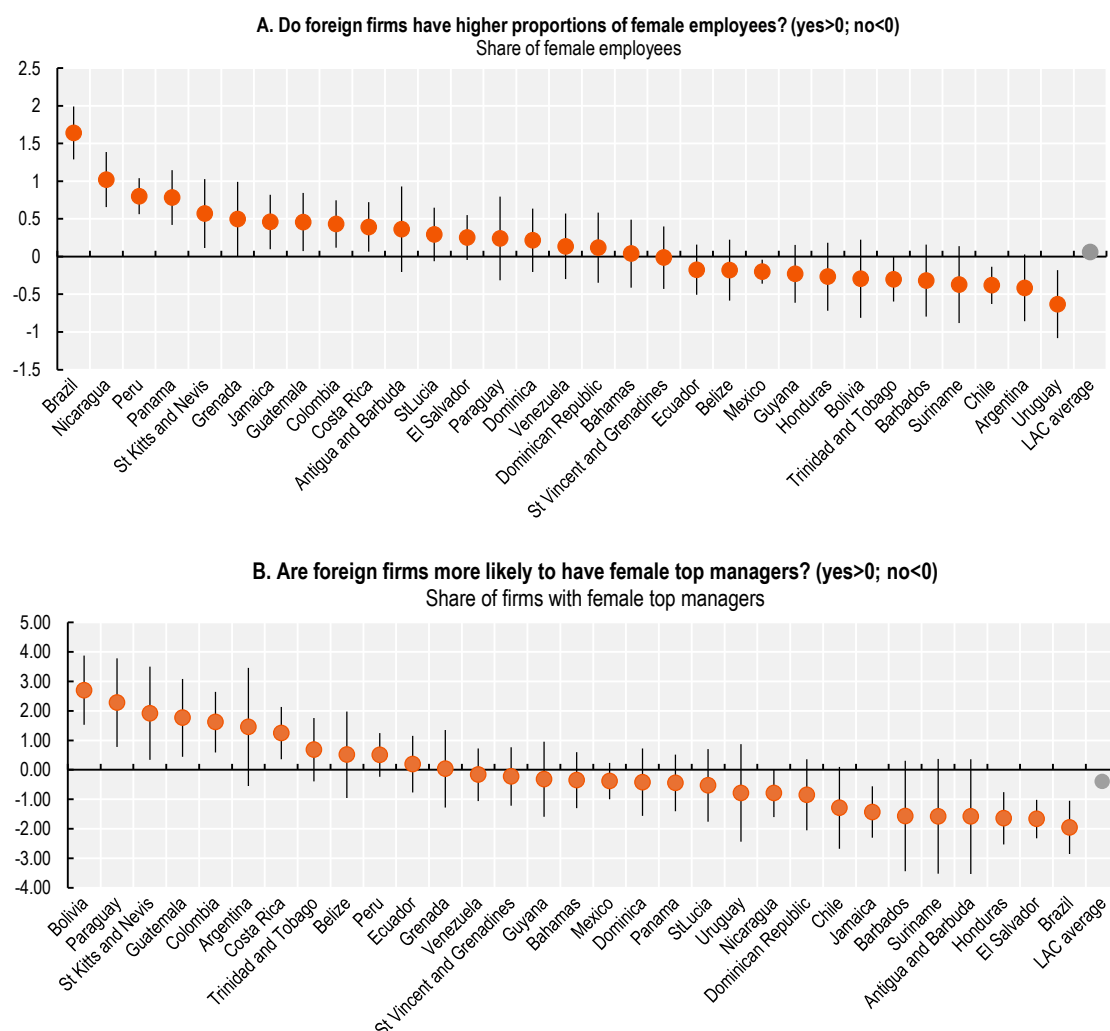 A. Do foreign firms have higher proportions of female employees? (yes>0; no<0)
Share of female employees
2.5
2
1.5
1
0.5
0
-0.5
-1
-1.5
Brazil
Nicaragua
Peru
Panama
St Kitts and Nevis
Grenada
Jamaica
Guatemala
Colombia
Costa Rica
Antigua and Barbuda
StLucia
El Salvador
Paraguay
Dominica
Venezuela
Dominican Republic
Bahamas
St Vincent and Grenadines
Ecuador
Belize
Mexico
Guyana
Honduras
Bolivia
Trinidad and Tobago
Barbados
Suriname
Chile
Argentina
Uruguay
LAC average
B. Are foreign firms more likely to have female top managers? (yes>0; no<0)
Share of firms with female top managers
5.00
4.00
3.00
2.00
1.00
0.00
-1.00
-2.00
-3.00
-4.00
Bolivia
Paraguay
St Kitts and Nevis
Guatemala
Colombia
Argentina
Costa Rica
Trinidad and Tobago
Belize
Peru
Ecuador
Grenada
Venezuela
St Vincent and Grenadines
Guyana
Bahamas
Mexico
Dominica
Panama
StLucia
Uruguay
Nicaragua
Dominican Republic
Chile
Jamaica
Barbados
Suriname
Antigua and Barbuda
Honduras
El Salvador
Brazil
LAC average